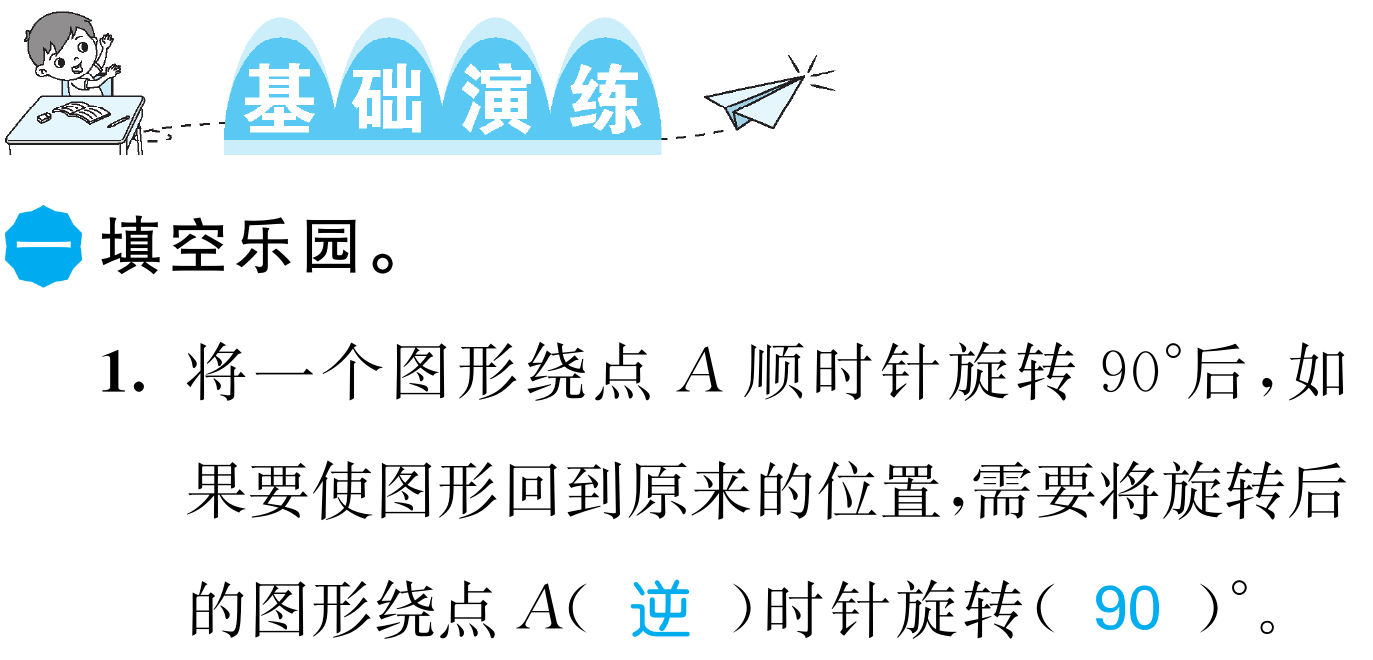 基础演练
一 填空乐园。
1. 将一个图形绕点 A 顺时针旋转 90°后,如
果要使图形回到原来的位置,需要将旋转后
的图形绕点 A( 逆 )时针旋转( 90 )°。